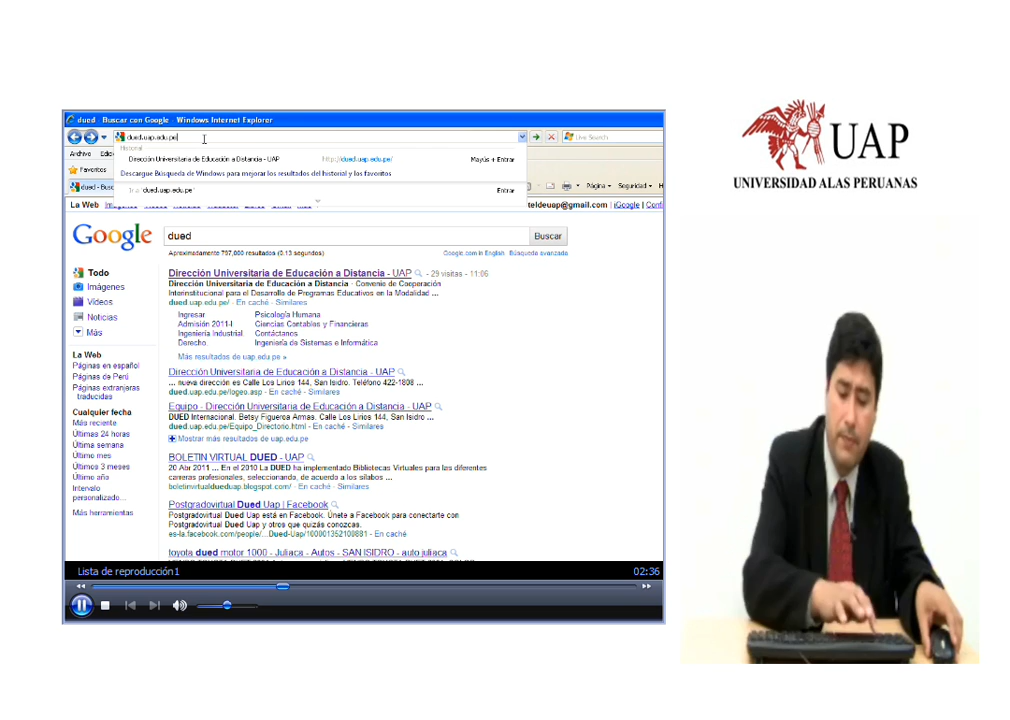 dued - Buscar con Google - Windows Internet Explorer
dued.uap.edu.pe
Live Search
Historial
Dirección Universitaria de Educación a Distancia - UAP http://dued.uap.edu.pe/ Mayús + Entrar
Descargue Búsqueda de Windows para mejorar los resultados del historial y los favoritos
Ir a 'dued.uap.edu.pe' Entrar
Archivo
Favoritos
dued - Busc
Página Seguridad
La Web teldeuap@gmail.com | iGoogle |
Google dued Buscar
Aproximadamente 797,000 resultados (0.13 segundos) Google.com in English Búsqueda avanzada
Todo
Imágenes
Vídeos
Noticias
Más
La Web
Páginas en español
Páginas de Perú
Páginas extranjeras
traducidas
Cualquier fecha
Más reciente
Últimas 24 horas
Última semana
Último mes
Últimos 3 meses
Último año
Intervalo
personalizado...
Más herramientas
Dirección Universitaria de Educación a Distancia - UAP - 29 visitas - 11:06
Dirección Universitaria de Educación a Distancia · Convenio de Cooperación
Interinstitucional para el Desarrollo de Programas Educativos en la Modalidad ...
dued.uap.edu.pe/ - En caché - Similares
Ingresar Psicología Humana
Admisión 2011-I Ciencias Contables y Financieras
Ingeniería Industrial Contáctanos
Derecho Ingeniería de Sistemas e Informática
Más resultados de uap.edu.pe »
Dirección Universitaria de Educación a Distancia - UAP
... nueva dirección es Calle Los Lirios 144, San Isidro. Teléfono 422-1808 ...
dued.uap.edu.pe/logeo.asp - En caché - Similares
Equipo - Dirección Universitaria de Educación a Distancia - UAP
DUED Internacional. Betsy Figueroa Armas. Calle Los Lirios 144, San Isidro ...
dued.uap.edu.pe/Equipo_Directorio.html - En caché - Similares
Mostrar más resultados de uap.edu.pe
BOLETIN VIRTUAL DUED - UAP
20 Abr 2011 ... En el 2010 La DUED ha implementado Bibliotecas Virtuales para las diferentes
carreras profesionales, seleccionando, de acuerdo a los sílabos ...
boletinvirtualdueduap.blogspot.com/ - En caché - Similares
Postgradovirtual Dued Uap | Facebook
Postgradovirtual Dued Uap está en Facebook. Únete a Facebook para conectarte con
Postgradovirtual Dued Uap y otros que quizás conozcas.
es-la.facebook.com/people/...Dued-Uap/100001352108881 - En caché
toyota dued motor 1000 - Juliaca - Autos - SAN ISIDRO - auto juliaca
Lista de reproducción1 02:36
UAP
UNIVERSIDAD ALAS PERUANAS